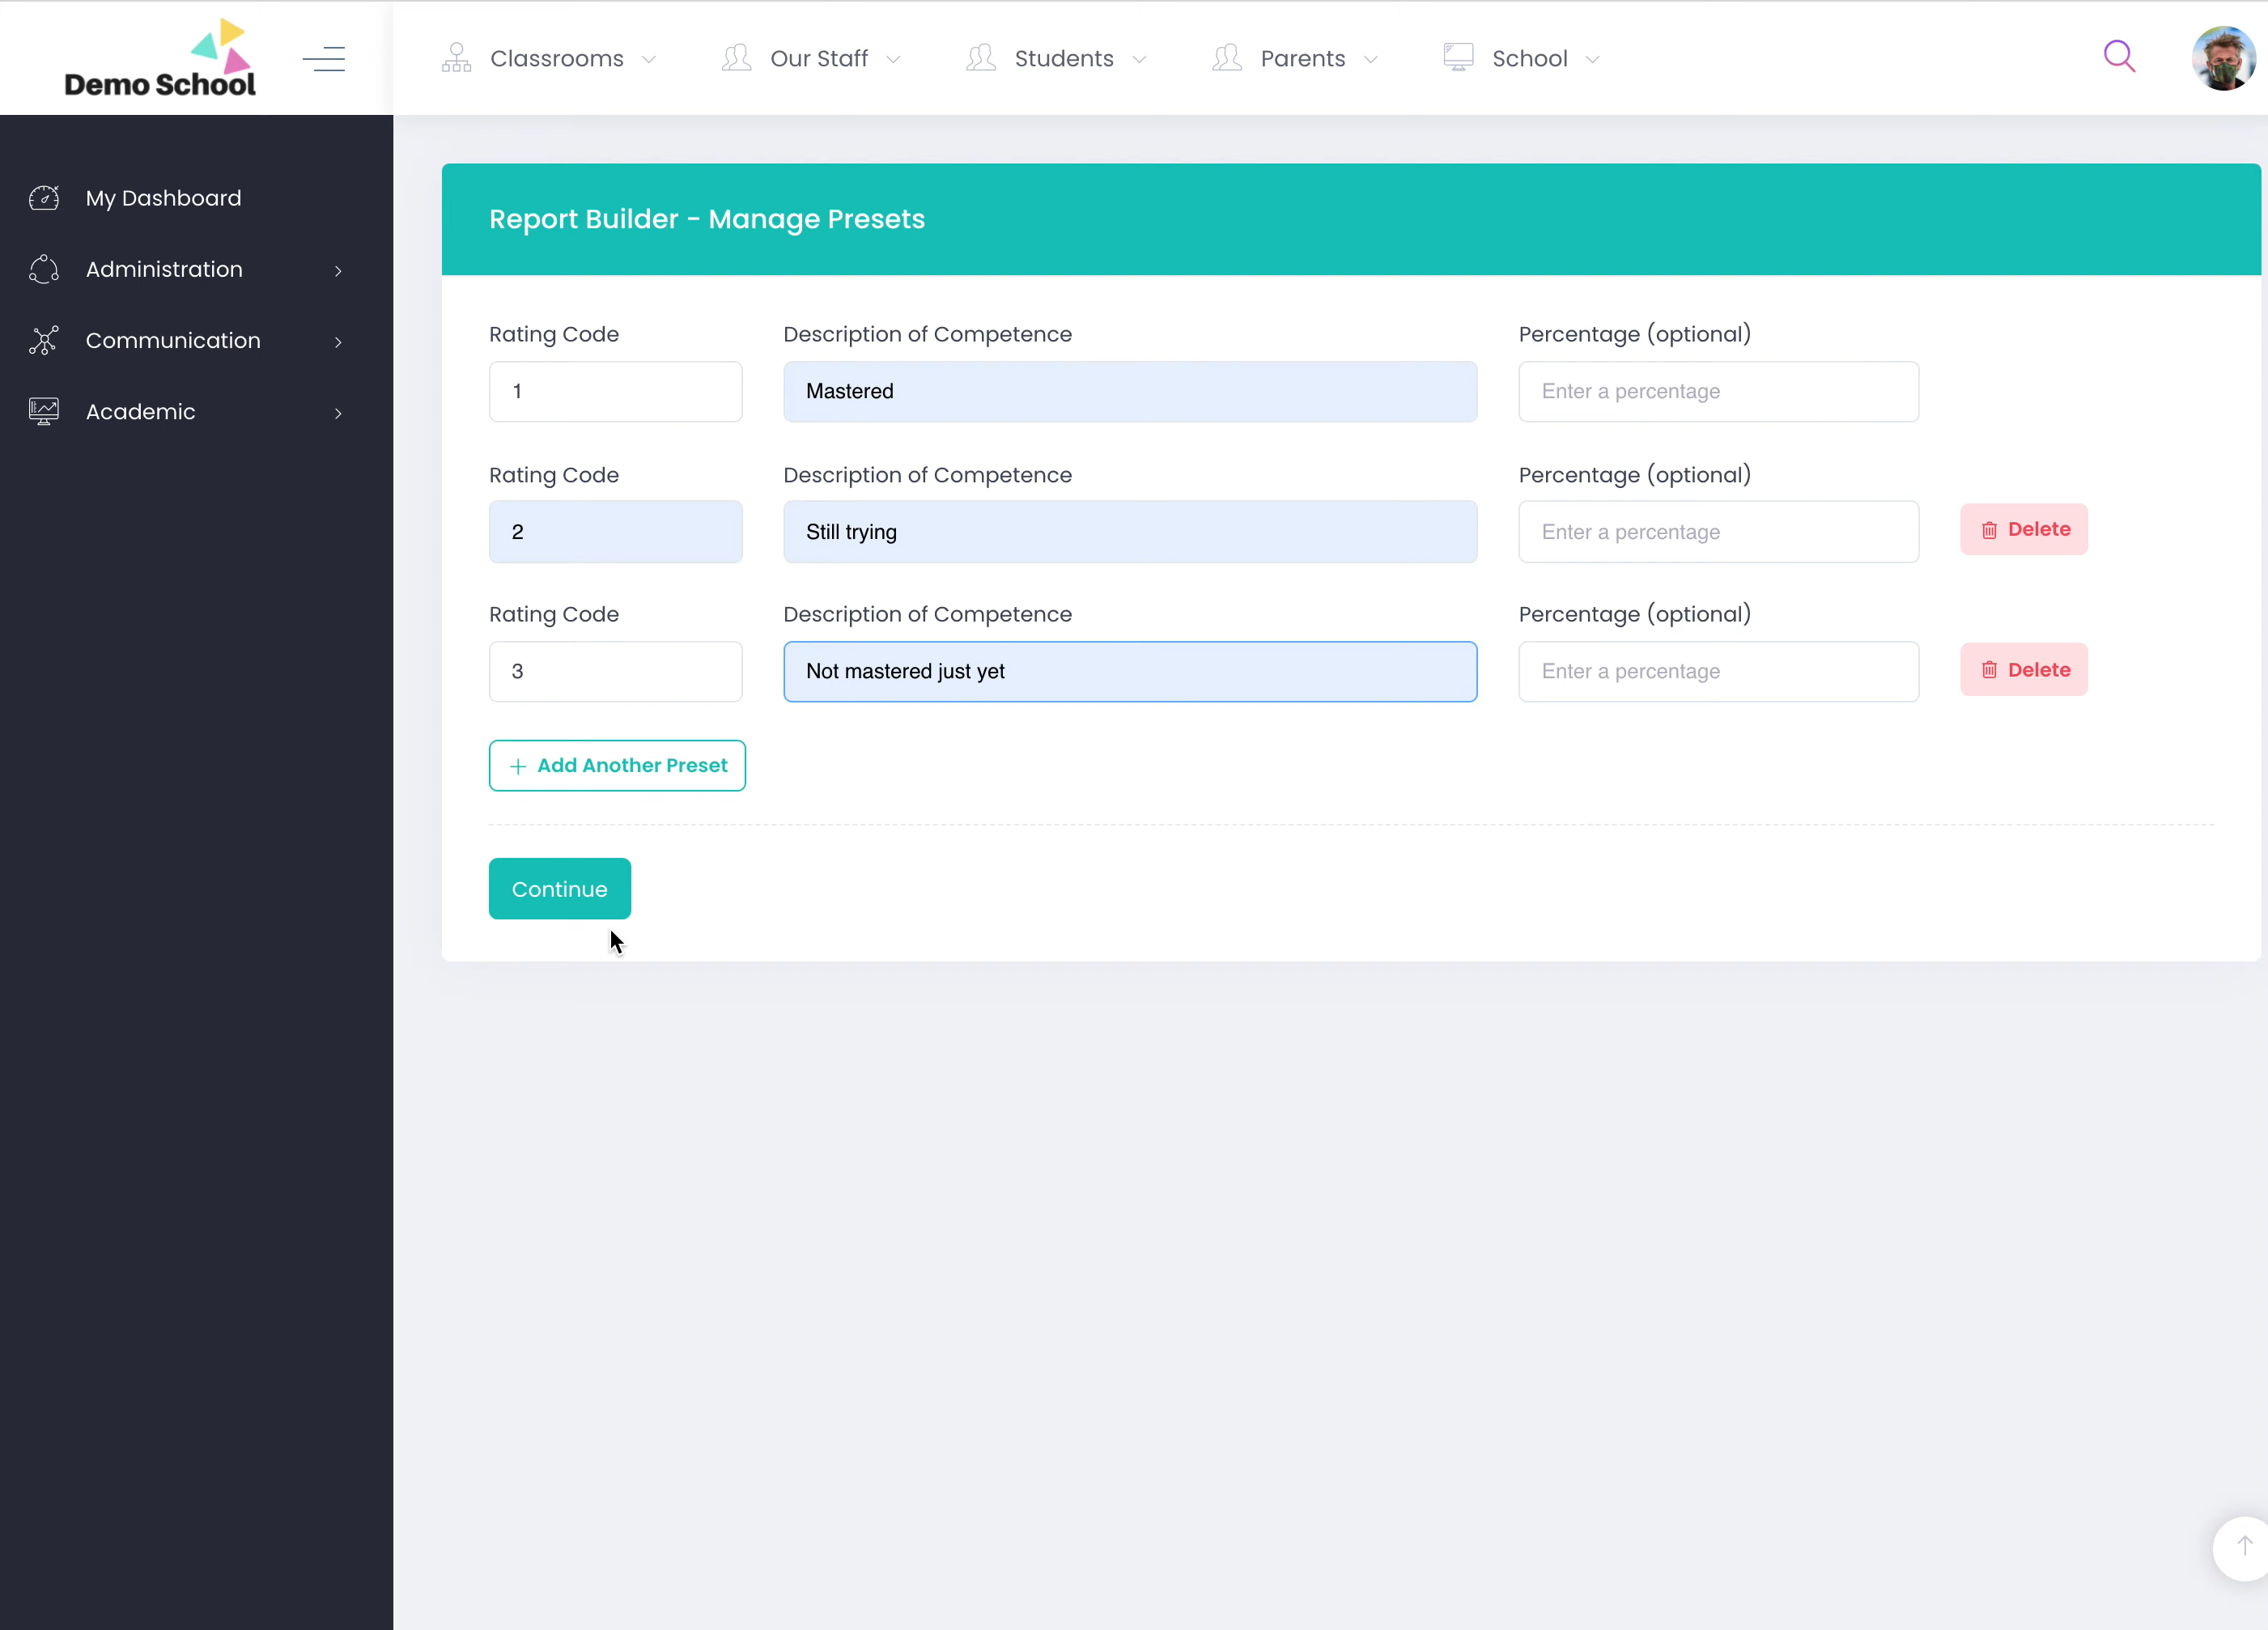 Demo School
Classrooms
Our Staff
Students
Parents
School
My Dashboard
Administration
Communication
Academic
Report Builder - Manage Presets
Rating Code
Description of Competence
Percentage (optional)
1
Mastered
Enter a percentage
Rating Code
Description of Competence
Percentage (optional)
2
Still trying
Enter a percentage
Delete
Rating Code
Description of Competence
Percentage (optional)
3
Not mastered just yet
Enter a percentage
Delete
Add Another Preset
Continue